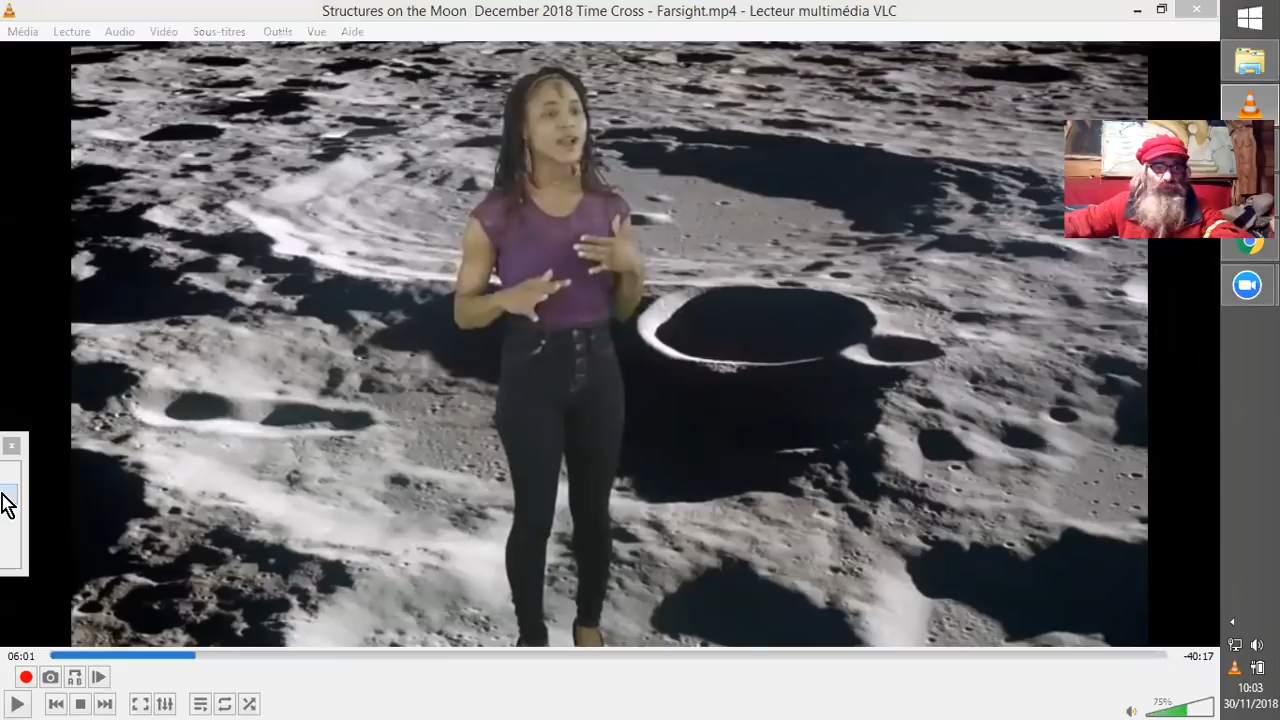 Structures on the Moon  December 2018 Time Cross - Farsight.mp4 - Lecteur multimédia VLC
Média Lecture Audio Vidéo Sous-titres Outils Vue Aide
x
06:01
-40:17
A B
75%
10:03
30/11/2018